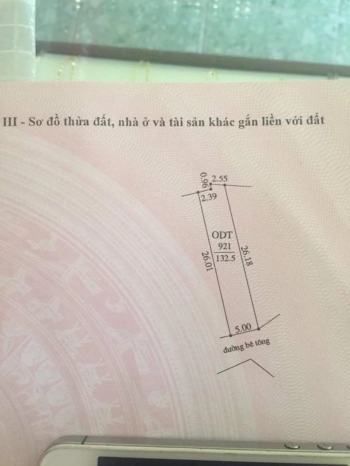 III - Sơ đồ thửa đất, nhà ở và tài sản khác gắn liền với đất
0.96
2.55
2.39
ODT
921
132.5
26.01
26.18
5.00
đường bê tông